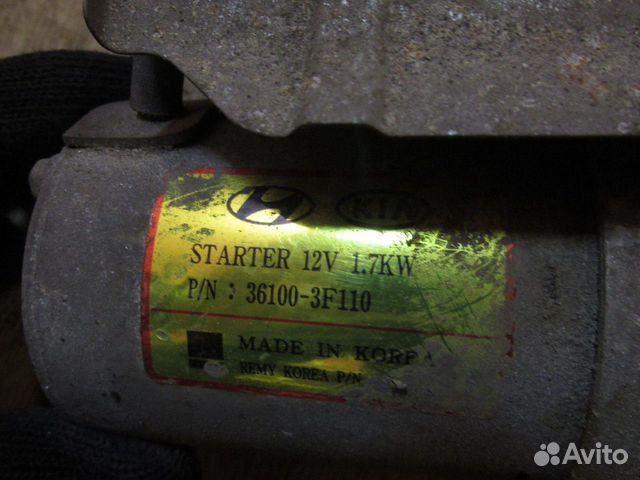 KIA
STARTER 12V 1.7KW
P/N : 36100-3F110
MADE IN KOREA
REMY KOREA P/N
Avito